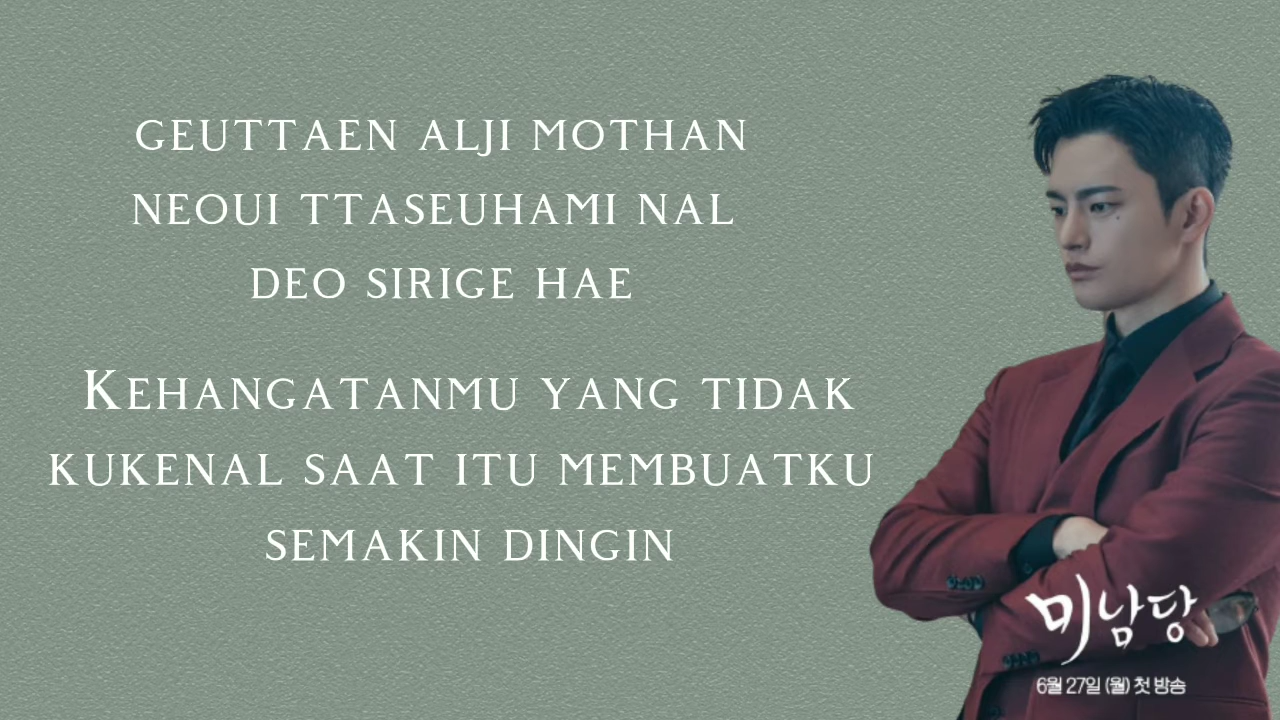 GEUTTAEN ALJI MOTHAN
NEOUI TTASEUHAMI NAL
DEO SIRIGE HAE
KEHANGATANMU YANG TIDAK
KUKENAL SAAT ITU MEMBUATKU
SEMAKIN DINGIN
미남당
6월 27일 (월) 첫 방송